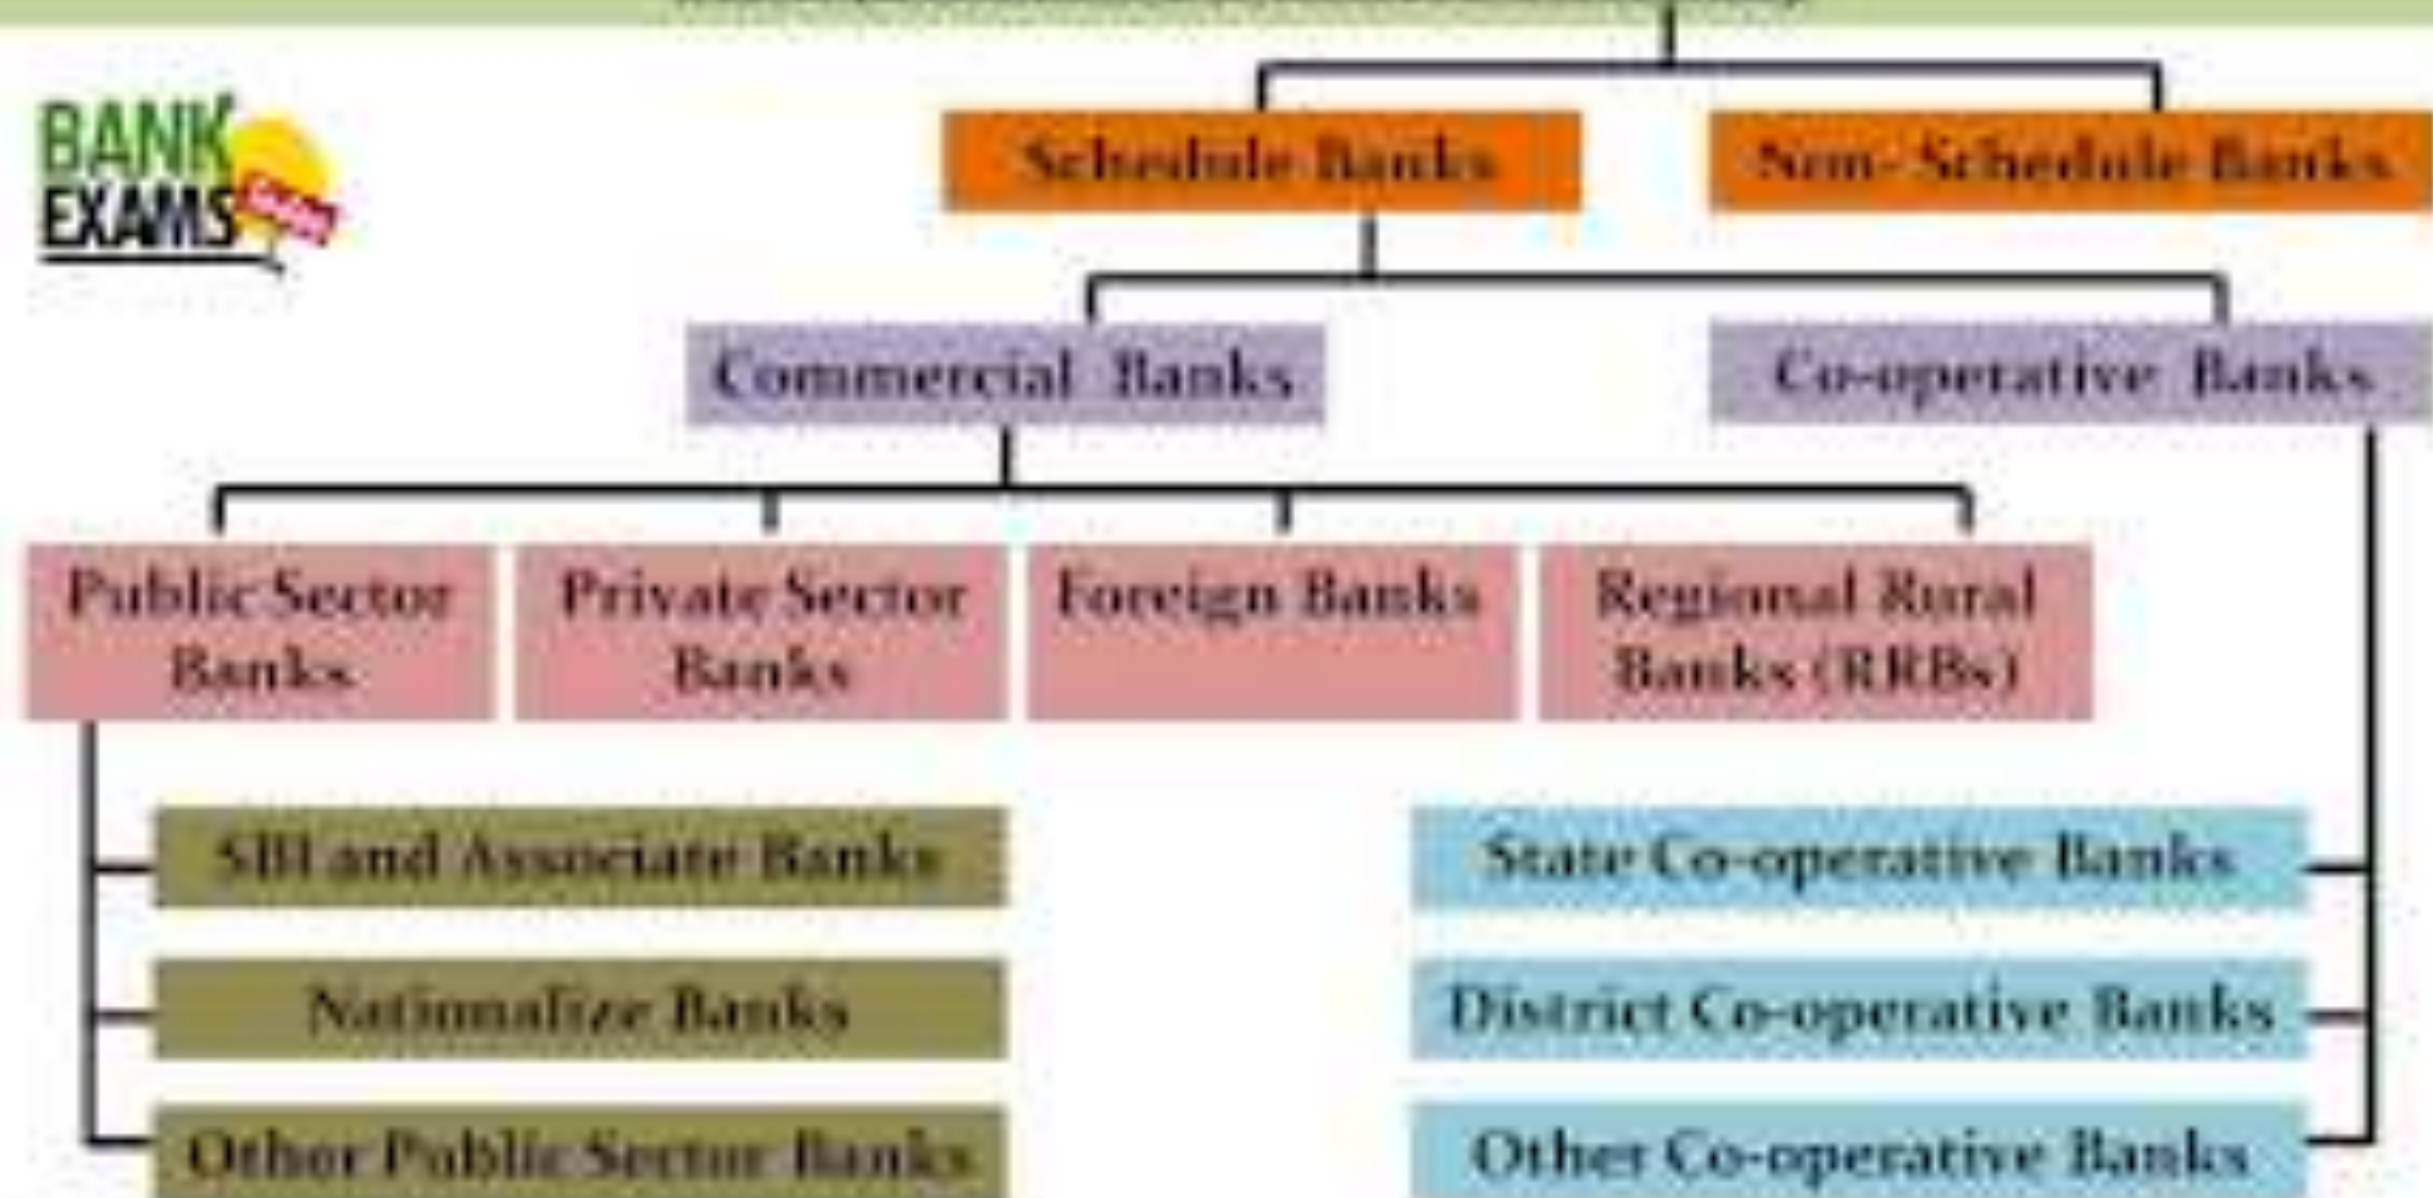 BANK
EXAMS
today
Schedule Banks
Non- Schedule Banks
Commercial Banks
Co-operative Banks
Public Sector
Banks
Private Sector
Banks
Foreign Banks
Regional Rural
Banks (RRBs)
SBI and Associate Banks
State Co-operative Banks
Nationalize Banks
District Co-operative Banks
Other Public Sector Banks
Other Co-operative Banks